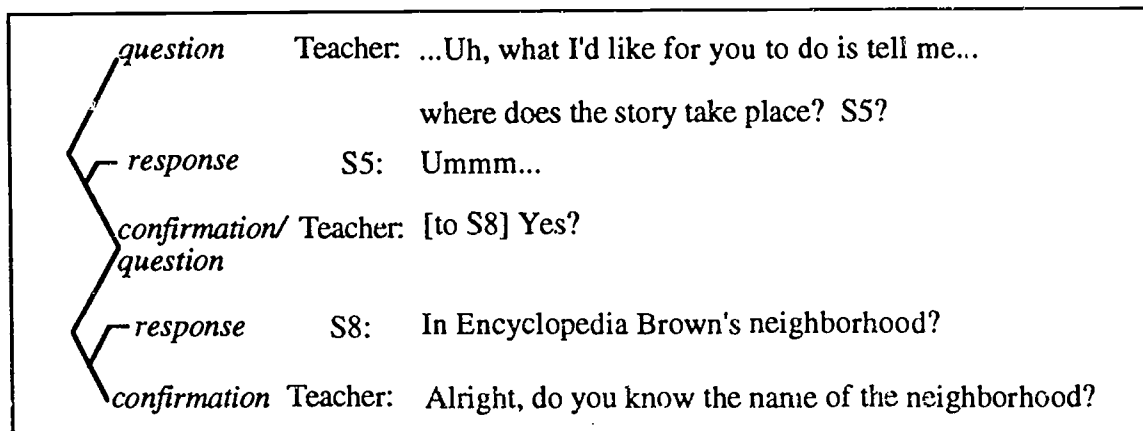 question Teacher: ...Uh, what I'd like for you to do is tell me...
where does the story take place? S5?
response S5: Ummm...
confirmation/ Teacher: [to S8] Yes?
question
response S8: In Encyclopedia Brown's neighborhood?
confirmation Teacher: Alright, do you know the name of the neighborhood?